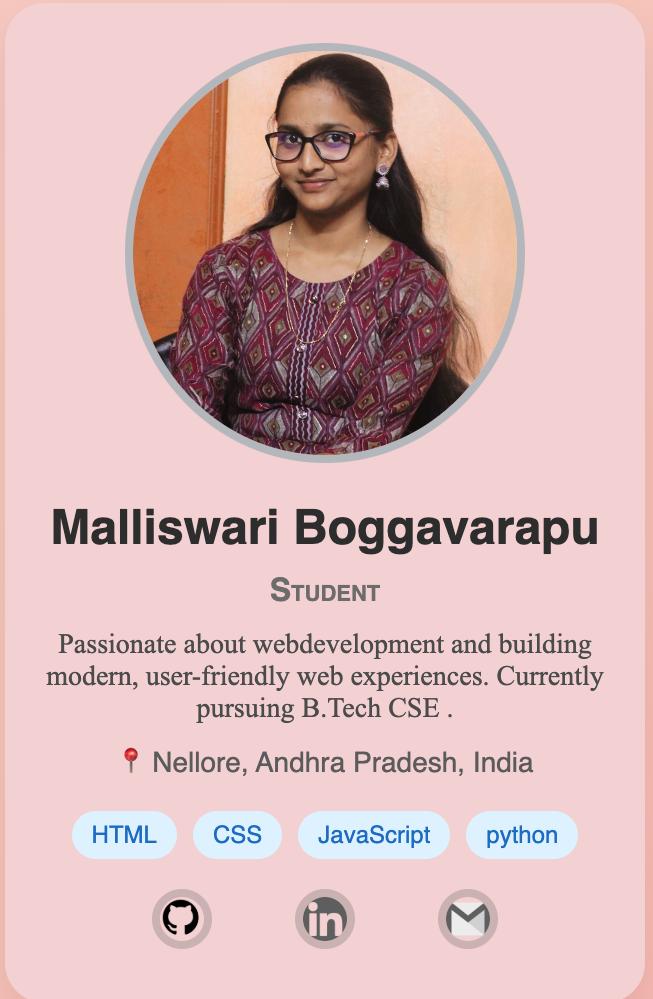 Malliswari Boggavarapu
Student
Passionate about webdevelopment and building
modern, user-friendly web experiences. Currently
pursuing B.Tech CSE .
📍 Nellore, Andhra Pradesh, India
HTML CSS JavaScript python
in